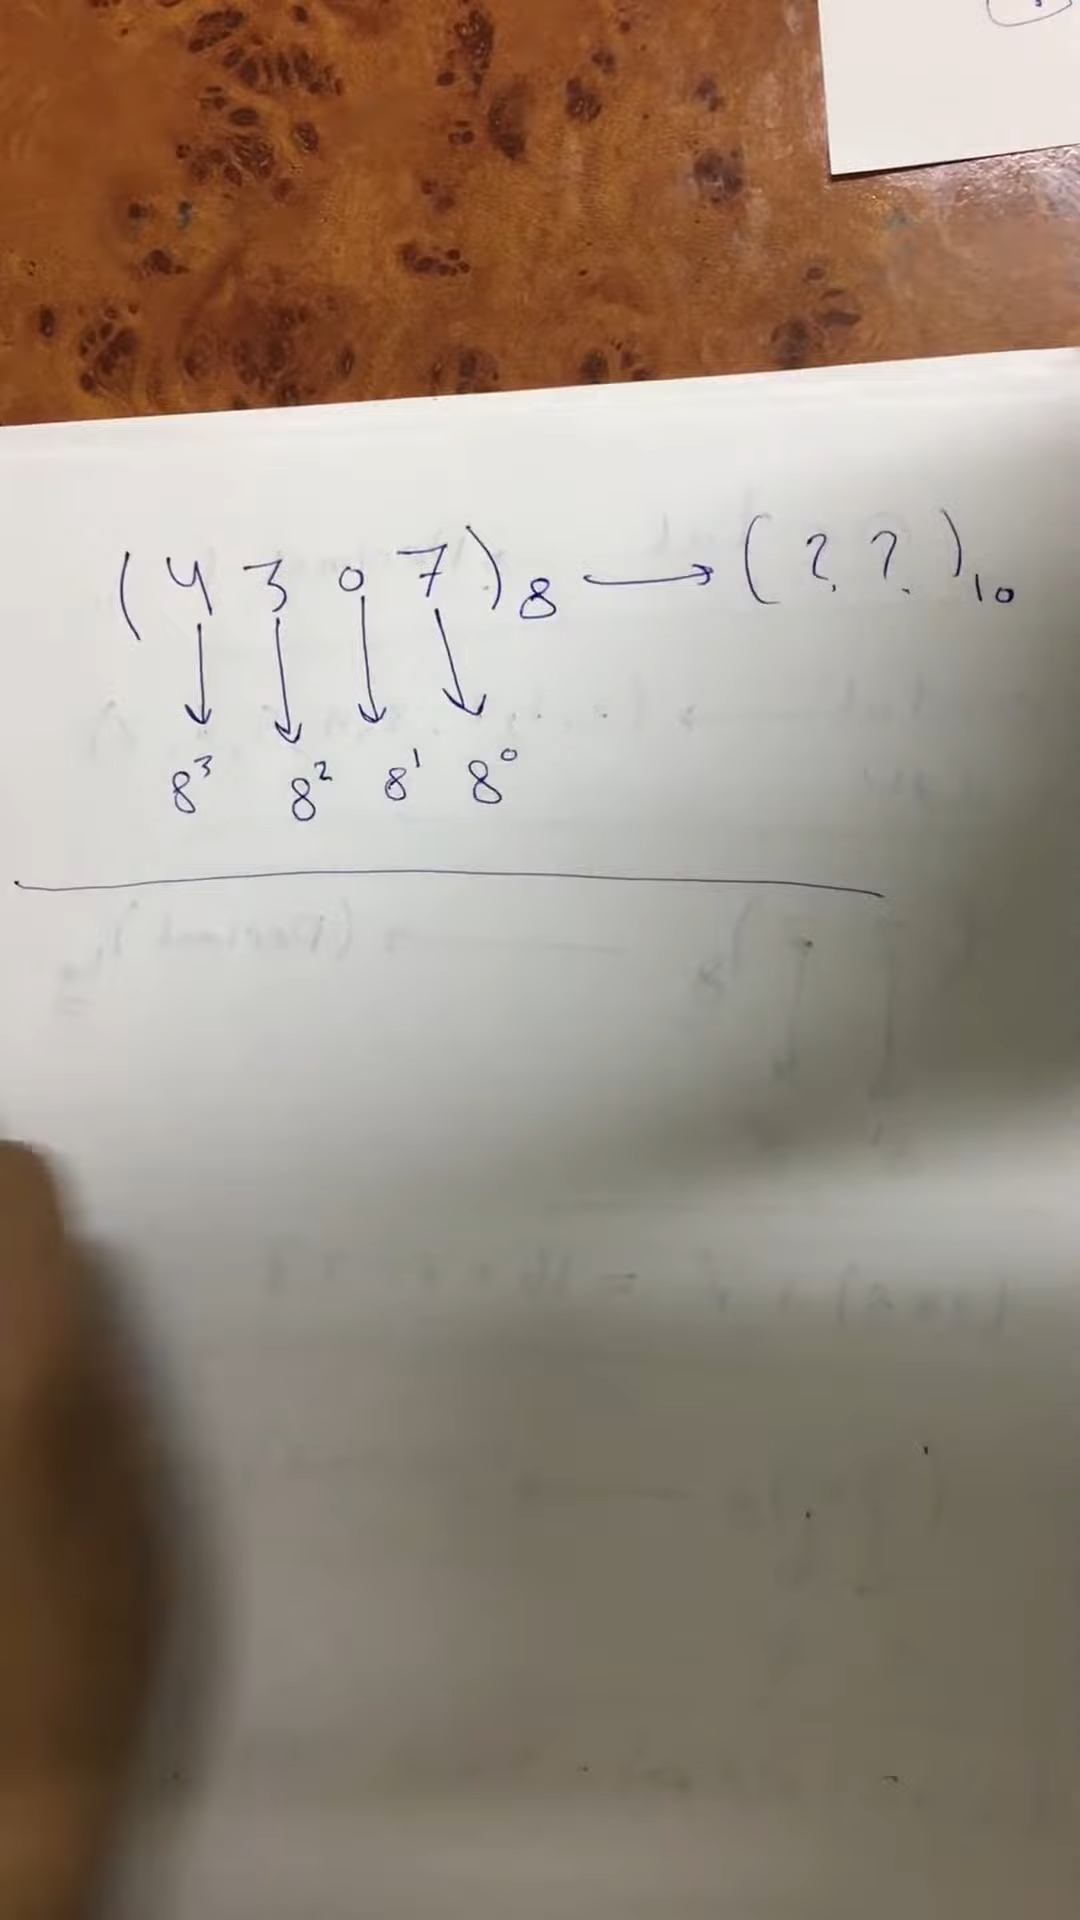 (4307)₈ → (??)₁₀
8³ 8² 8¹ 8⁰